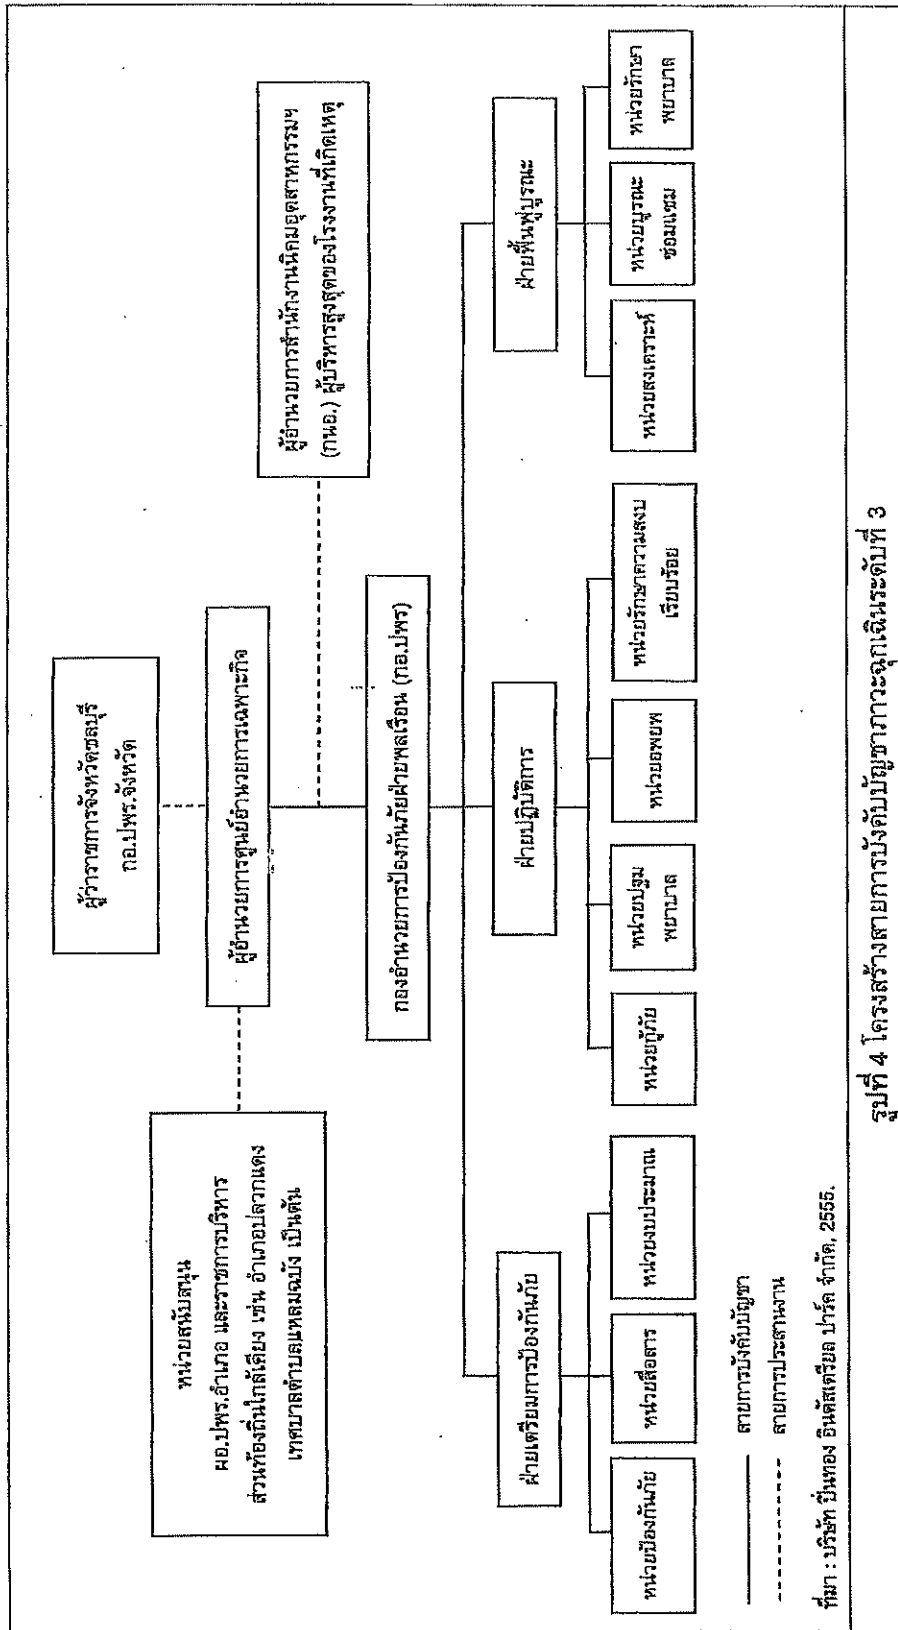 ผู้ว่าราชการจังหวัดชลบุรี
กอ.ปพร.จังหวัด
ผู้อำนวยการศูนย์อำนวยการเฉพาะกิจ
หน่วยสนับสนุน
ผอ.ปพร.อำเภอ และราชการบริหาร
ส่วนท้องถิ่นใกล้เคียง เช่น อำเภอปลวกแดง
เทศบาลตำบลแหลมฉบัง เป็นต้น
ผู้อำนวยการสำนักงานนิคมอุตสาหกรรมฯ
(กนอ.) ผู้บริหารสูงสุดของโรงงานที่เกิดเหตุ
กองอำนวยการป้องกันภัยฝ่ายพลเรือน (กอ.ปพร)
ฝ่ายเตรียมการป้องกันภัย
ฝ่ายปฏิบัติการ
ฝ่ายฟื้นฟูบูรณะ
หน่วยป้องกันภัย
หน่วยสื่อสาร
หน่วยงบประมาณ
หน่วยกู้ภัย
หน่วยปฐม
พยาบาล
หน่วยอพยพ
หน่วยรักษาความสงบ
เรียบร้อย
หน่วยสงเคราะห์
หน่วยบูรณะ
ซ่อมแซม
หน่วยรักษา
พยาบาล
สายการบังคับบัญชา
สายการประสานงาน
ที่มา : บริษัท ปิ่นทอง อินดัสเตรียล ปาร์ค จำกัด, 2555.
รูปที่ 4 โครงสร้างสายการบังคับบัญชาภาวะฉุกเฉินระดับที่ 3